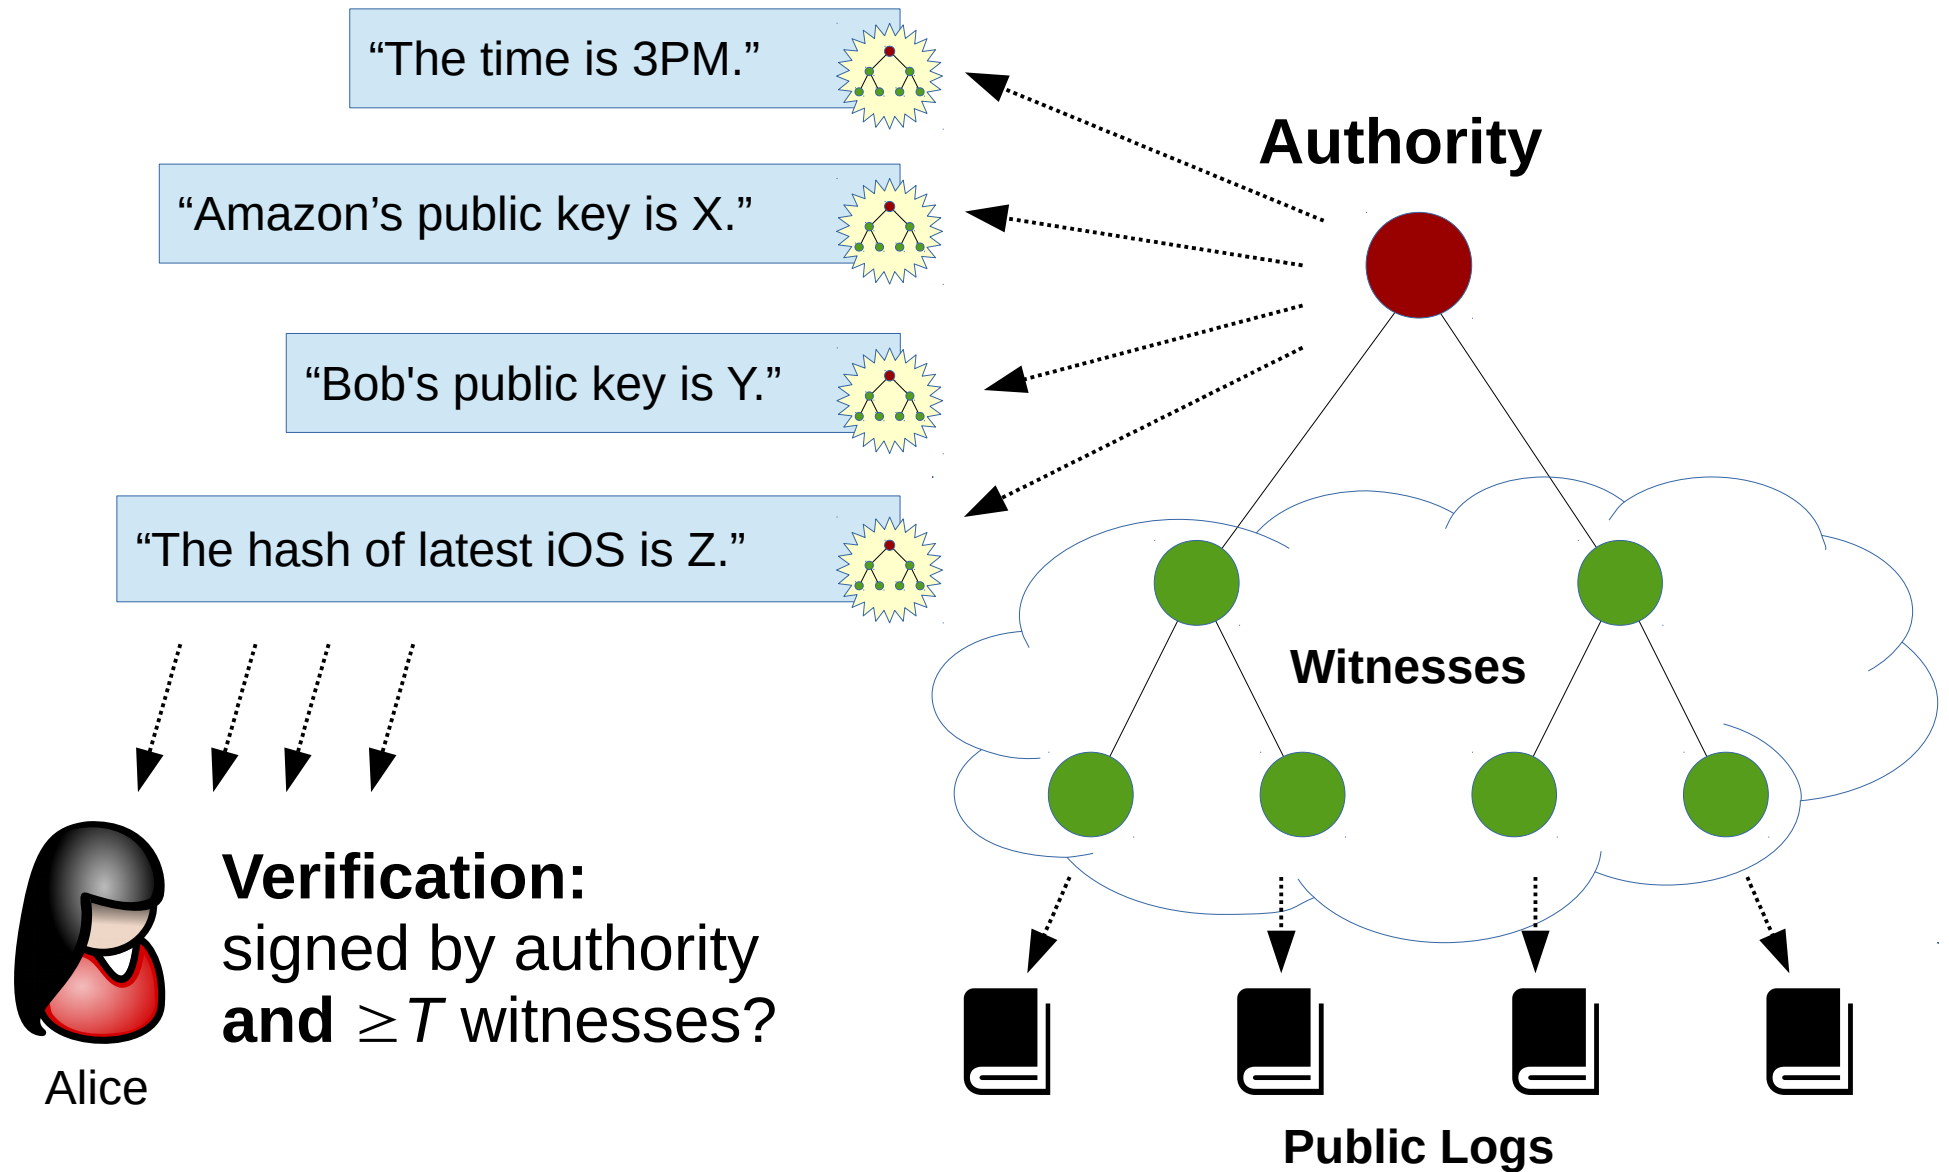 “The time is 3PM.”
“Amazon’s public key is X.”
“Bob's public key is Y.”
“The hash of latest iOS is Z.”
Authority
Witnesses
Verification:
signed by authority
and ≥T witnesses?
Alice
Public Logs